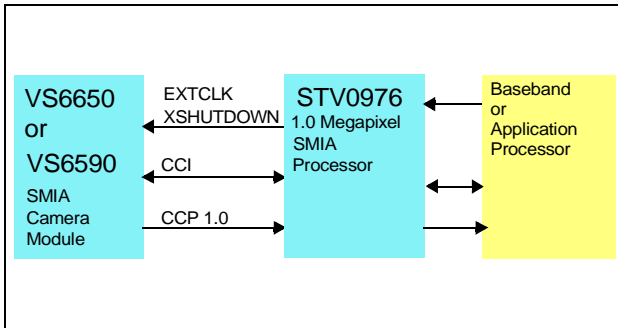 VS6650
or
VS6590
SMIA
Camera
Module
EXTCLK
XSHUTDOWN
CCI
CCP 1.0
STV0976
1.0 Megapixel
SMIA
Processor
Baseband
or
Application
Processor